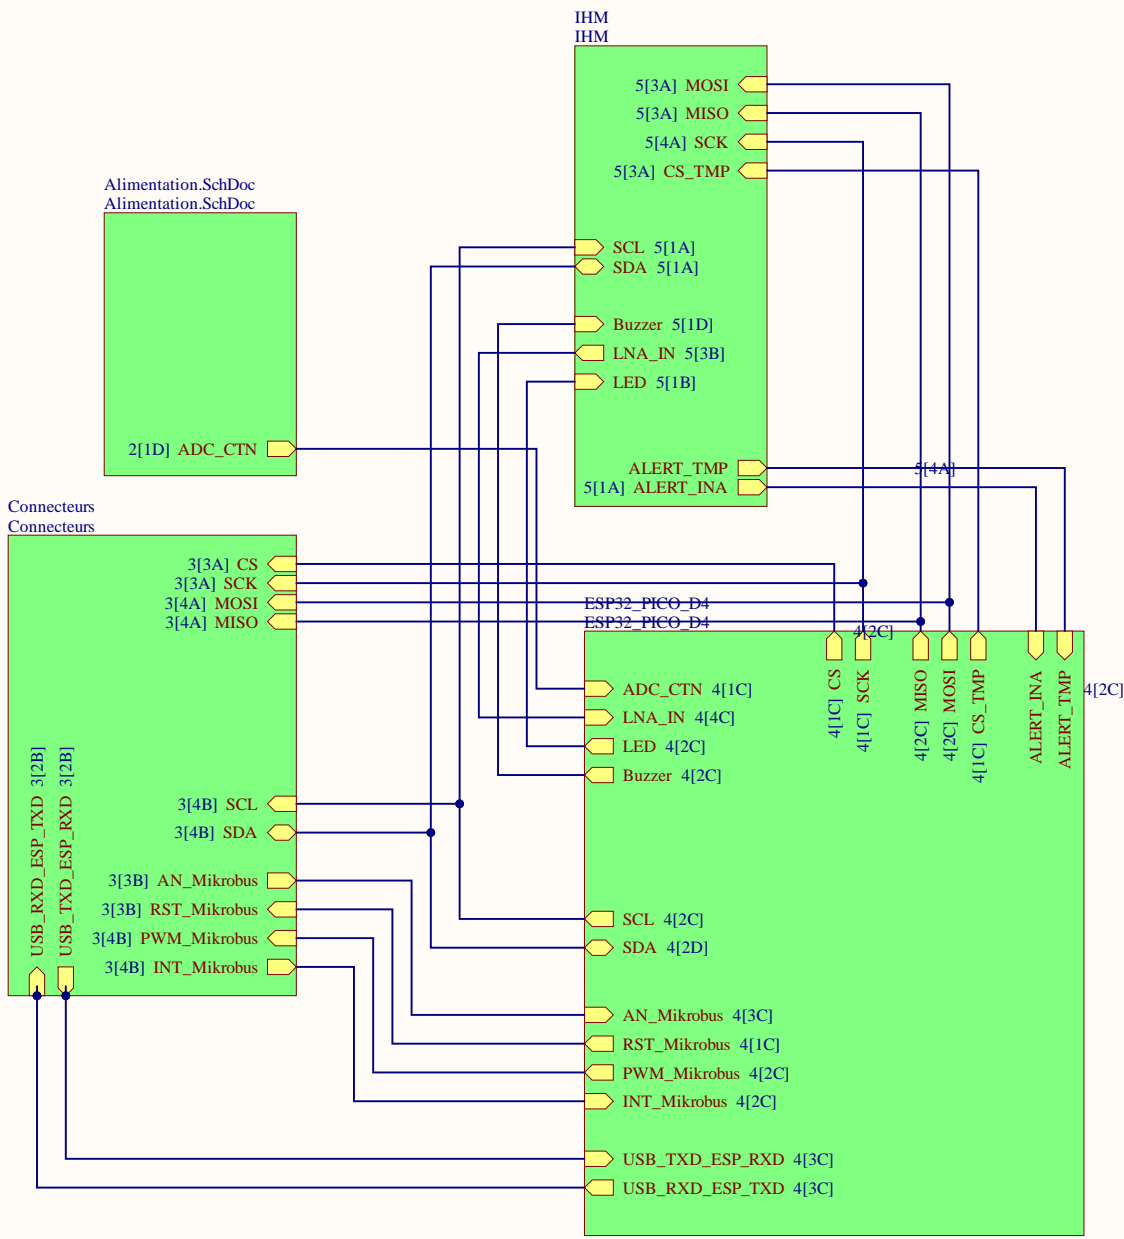 IHM
IHM
5[3A] MOSI
5[3A] MISO
5[4A] SCK
5[3A] CS_TMP
SCL 5[1A]
SDA 5[1A]
Buzzer 5[1D]
LNA_IN 5[3B]
LED 5[1B]
ALERT_TMP 5[4A]
5[1A] ALERT_INA
Alimentation.SchDoc
Alimentation.SchDoc
2[1D] ADC_CTN
Connecteurs
Connecteurs
3[3A] CS
3[3A] SCK
3[4A] MOSI
3[4A] MISO
3[4B] SCL
3[4B] SDA
3[3B] AN_Mikrobus
3[3B] RST_Mikrobus
3[4B] PWM_Mikrobus
3[4B] INT_Mikrobus
USB_RXD_ESP_TXD 3[2B]
USB_TXD_ESP_RXD 3[2B]
ESP32_PICO_D4
ESP32_PICO_D4
4[1C] CS
4[1C] SCK
4[2C] MISO
4[2C] MOSI
4[1C] CS_TMP
ALERT_INA
4[2C]
ALERT_TMP
4[2C]
ADC_CTN 4[1C]
LNA_IN 4[4C]
LED 4[2C]
Buzzer 4[2C]
SCL 4[2C]
SDA 4[2D]
AN_Mikrobus 4[3C]
RST_Mikrobus 4[1C]
PWM_Mikrobus 4[2C]
INT_Mikrobus 4[2C]
USB_TXD_ESP_RXD 4[3C]
USB_RXD_ESP_TXD 4[3C]